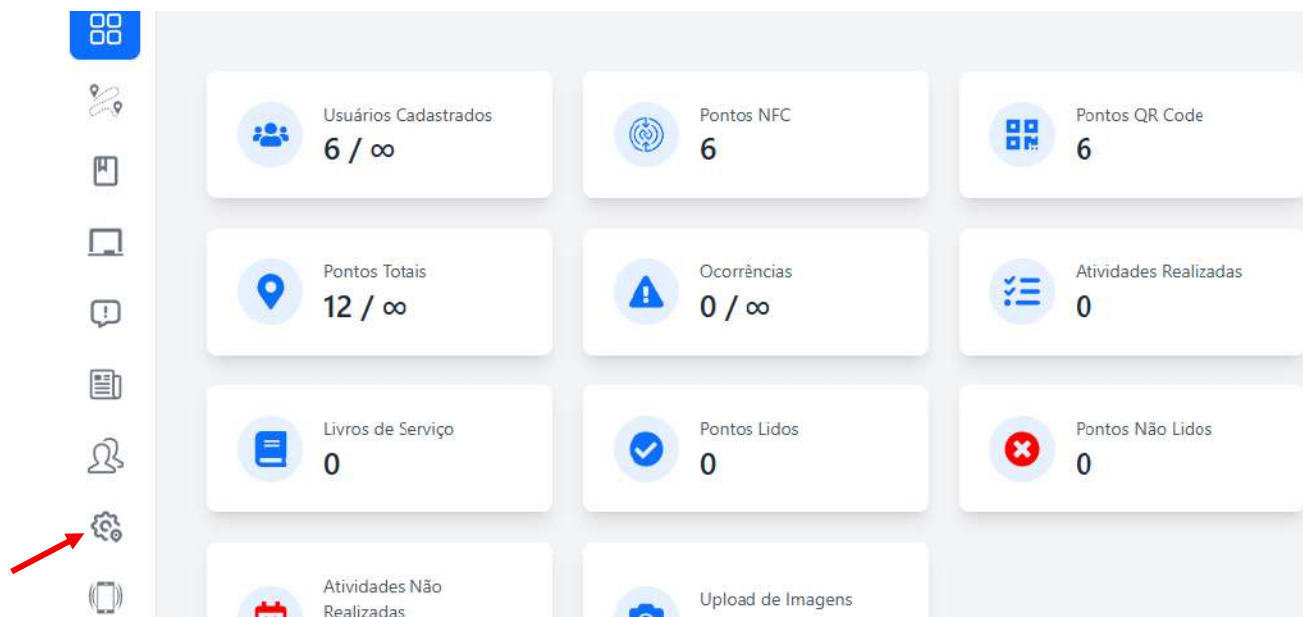 Usuários Cadastrados
6 / ∞
Pontos NFC
6
Pontos QR Code
6
Pontos Totais
12 / ∞
Ocorrências
0 / ∞
Atividades Realizadas
0
Livros de Serviço
0
Pontos Lidos
0
Pontos Não Lidos
0
Atividades Não
Realizadas
Upload de Imagens